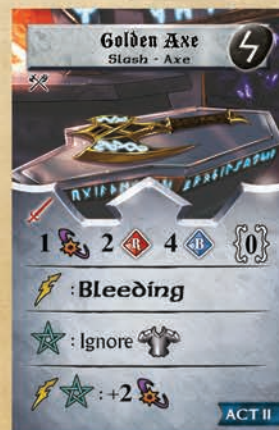 Golden Axe
Slash - Axe
1 2 R 4 B {0}
: Bleeding
: Ignore
: +2
ACT II